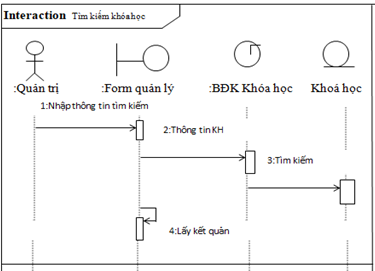 Interaction Tìm kiếm khóa học
:Quản trị :Form quản lý :BĐK Khóa học Khoá học
1:Nhập thông tin tìm kiếm
2:Thông tin KH
3:Tìm kiếm
4:Lấy kết quản